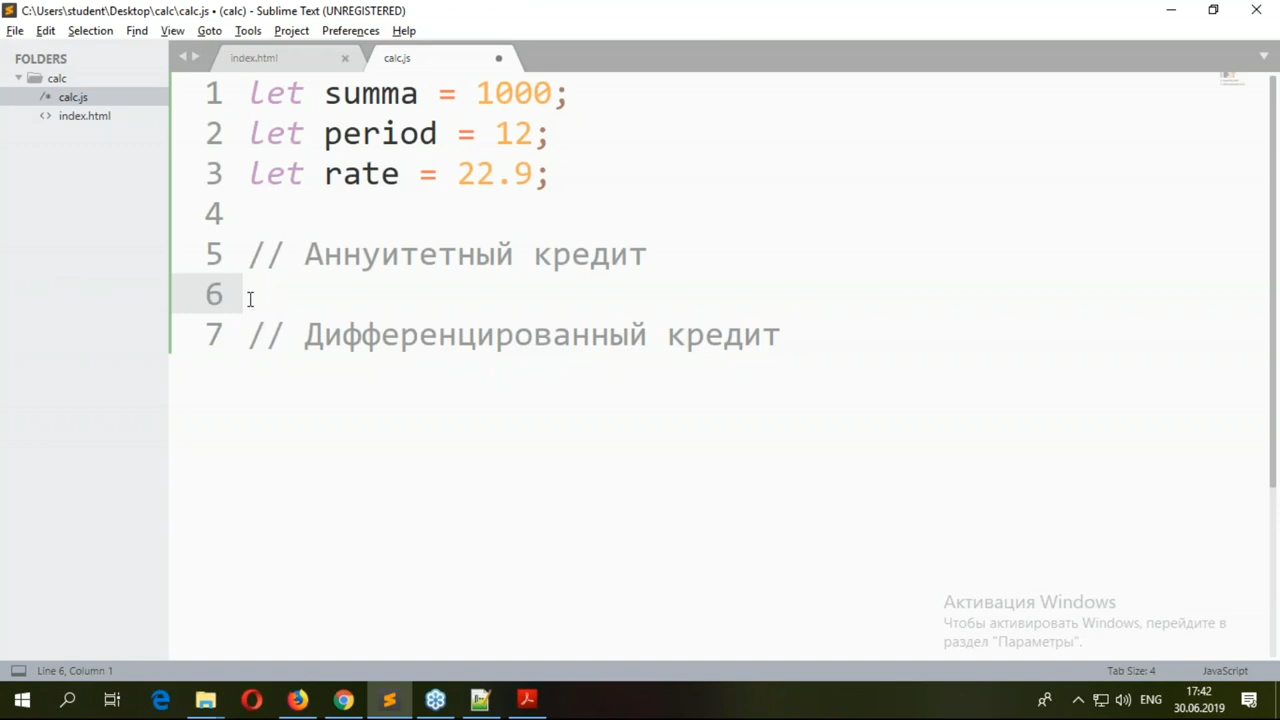 C:\Users\student\Desktop\calc\calc.js • (calc) - Sublime Text (UNREGISTERED)
File Edit Selection Find View Goto Tools Project Preferences Help
FOLDERS
calc
/* calc.js
<> index.html
index.html × calc.js
1 let summa = 1000;
2 let period = 12;
3 let rate = 22.9;
4
5 // Аннуитетный кредит
6
7 // Дифференцированный кредит
Активация Windows
Чтобы активировать Windows, перейдите в
раздел "Параметры".
Line 6, Column 1 Tab Size: 4 JavaScript
ENG 17:42
30.06.2019